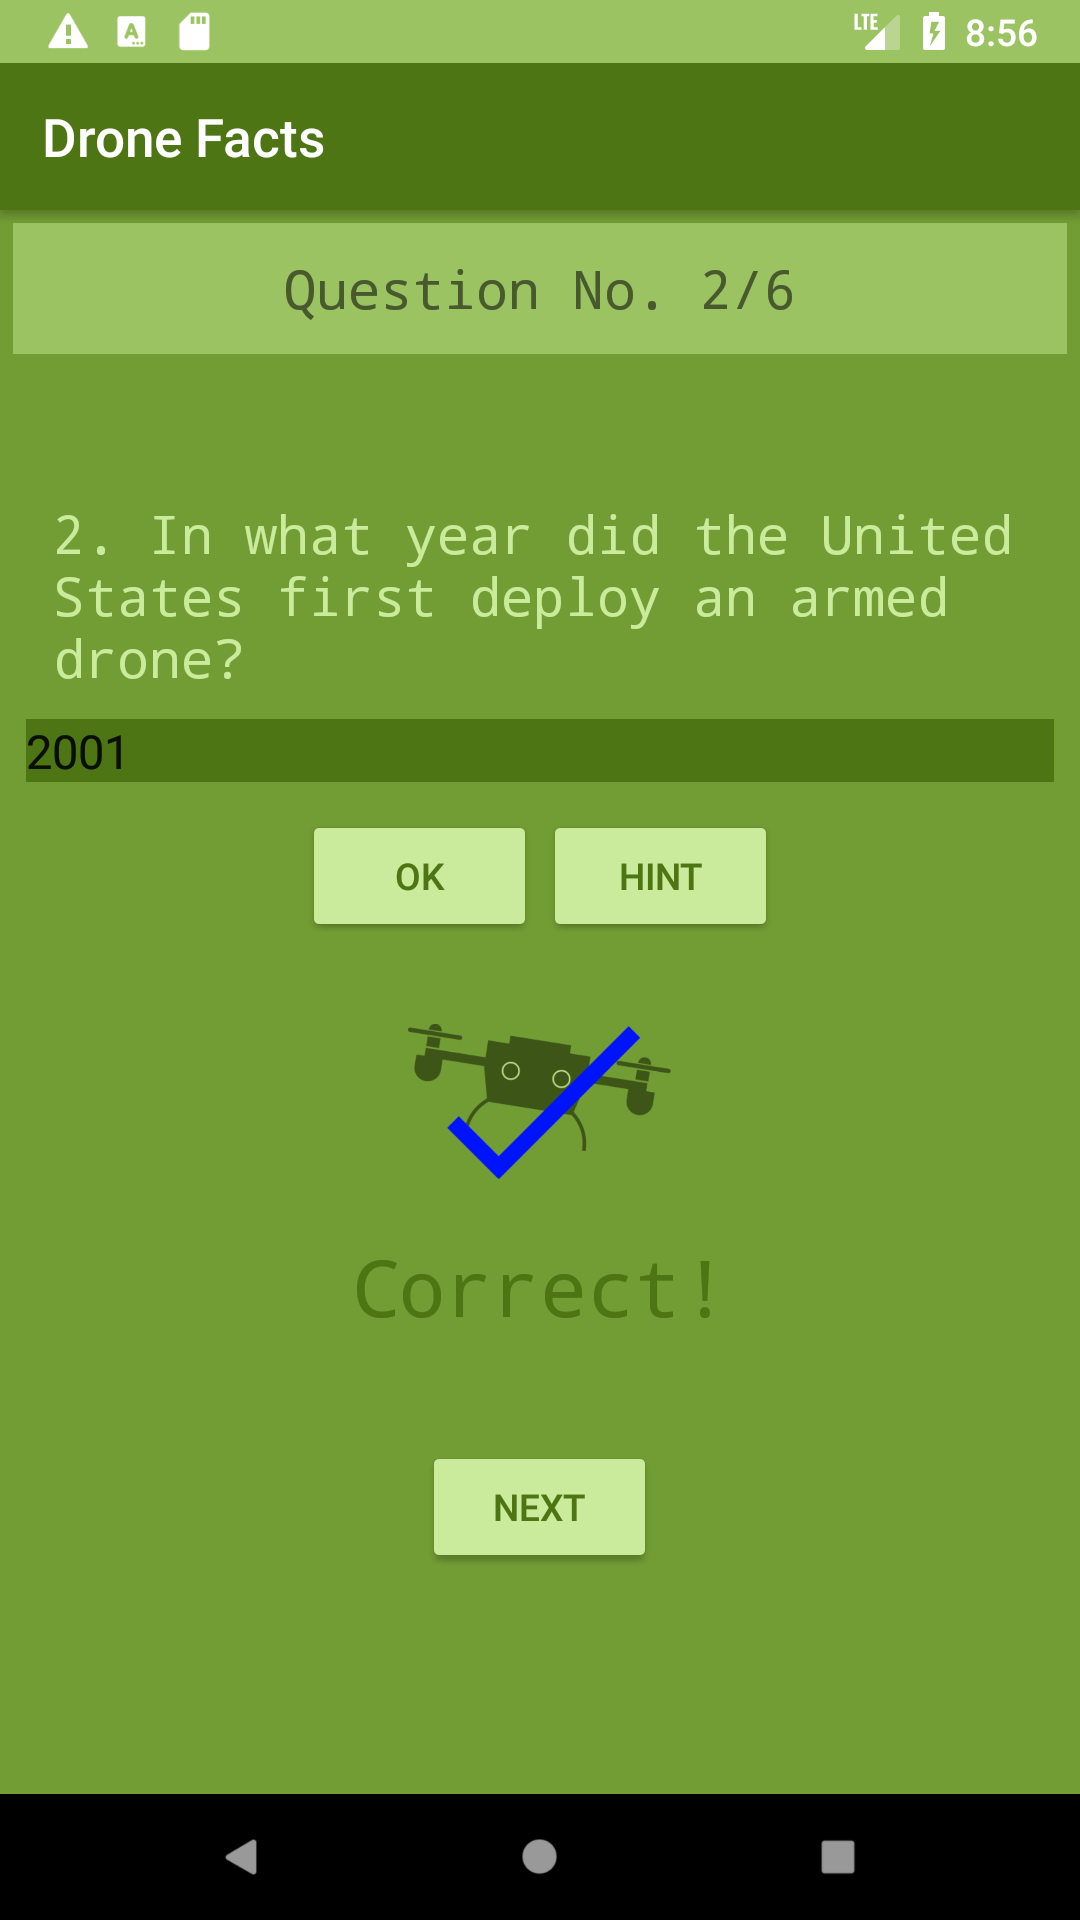 LTE 8:56
Drone Facts
Question No. 2/6
2. In what year did the United
States first deploy an armed
drone?
2001
OK HINT
Correct!
NEXT